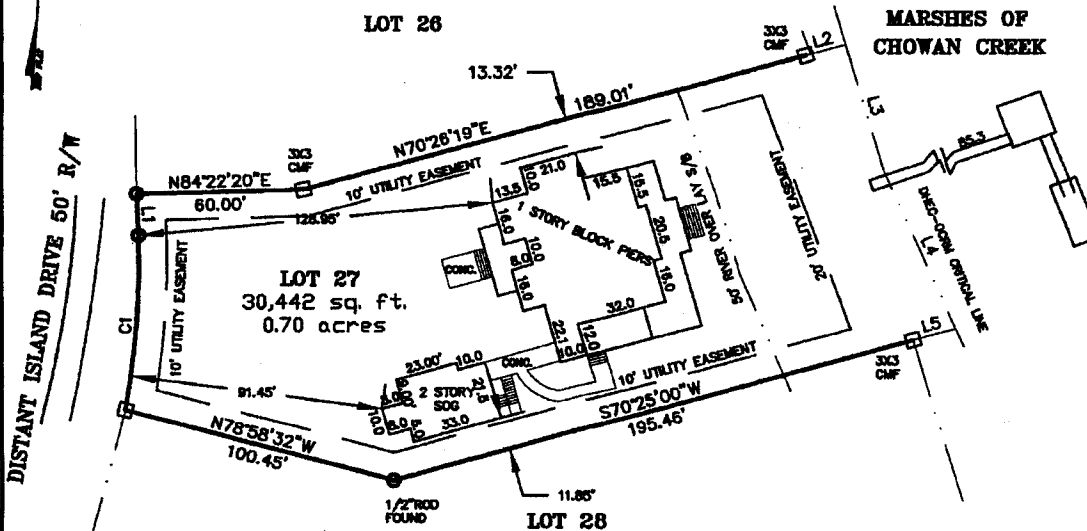 LOT 26
MARSHES OF
CHOWAN CREEK
3X3
CMF
L2
13.32'
189.01'
L3
N70°26'19"E
85.3
3X3
CMF
N84°22'20"E
60.00'
10' UTILITY EASEMENT
128.95'
L1
DISTANT ISLAND DRIVE 50' R/W
10' UTILITY EASEMENT
C1
LOT 27
30,442 sq. ft.
0.70 acres
13.5
10.0
21.0
15.5
15.5
20.5
16.0
1 STORY BLOCK PIERS
16.0
10.0
8.0
16.0
CONC.
22.1
10.0
12.0
32.0
50' RIVER OVER LAY S/B
20' UTILITY EASEMENT
DHEC-OCRM CRITICAL LINE
L4
L5
3X3
CMF
23.00'
10.0
CONC.
21.5
2 STORY
SOG
33.0
8.0
10.0
91.45'
10' UTILITY EASEMENT
S70°25'00"W
195.46'
N78°58'32"W
100.45'
1/2"ROD
FOUND
11.85'
LOT 28